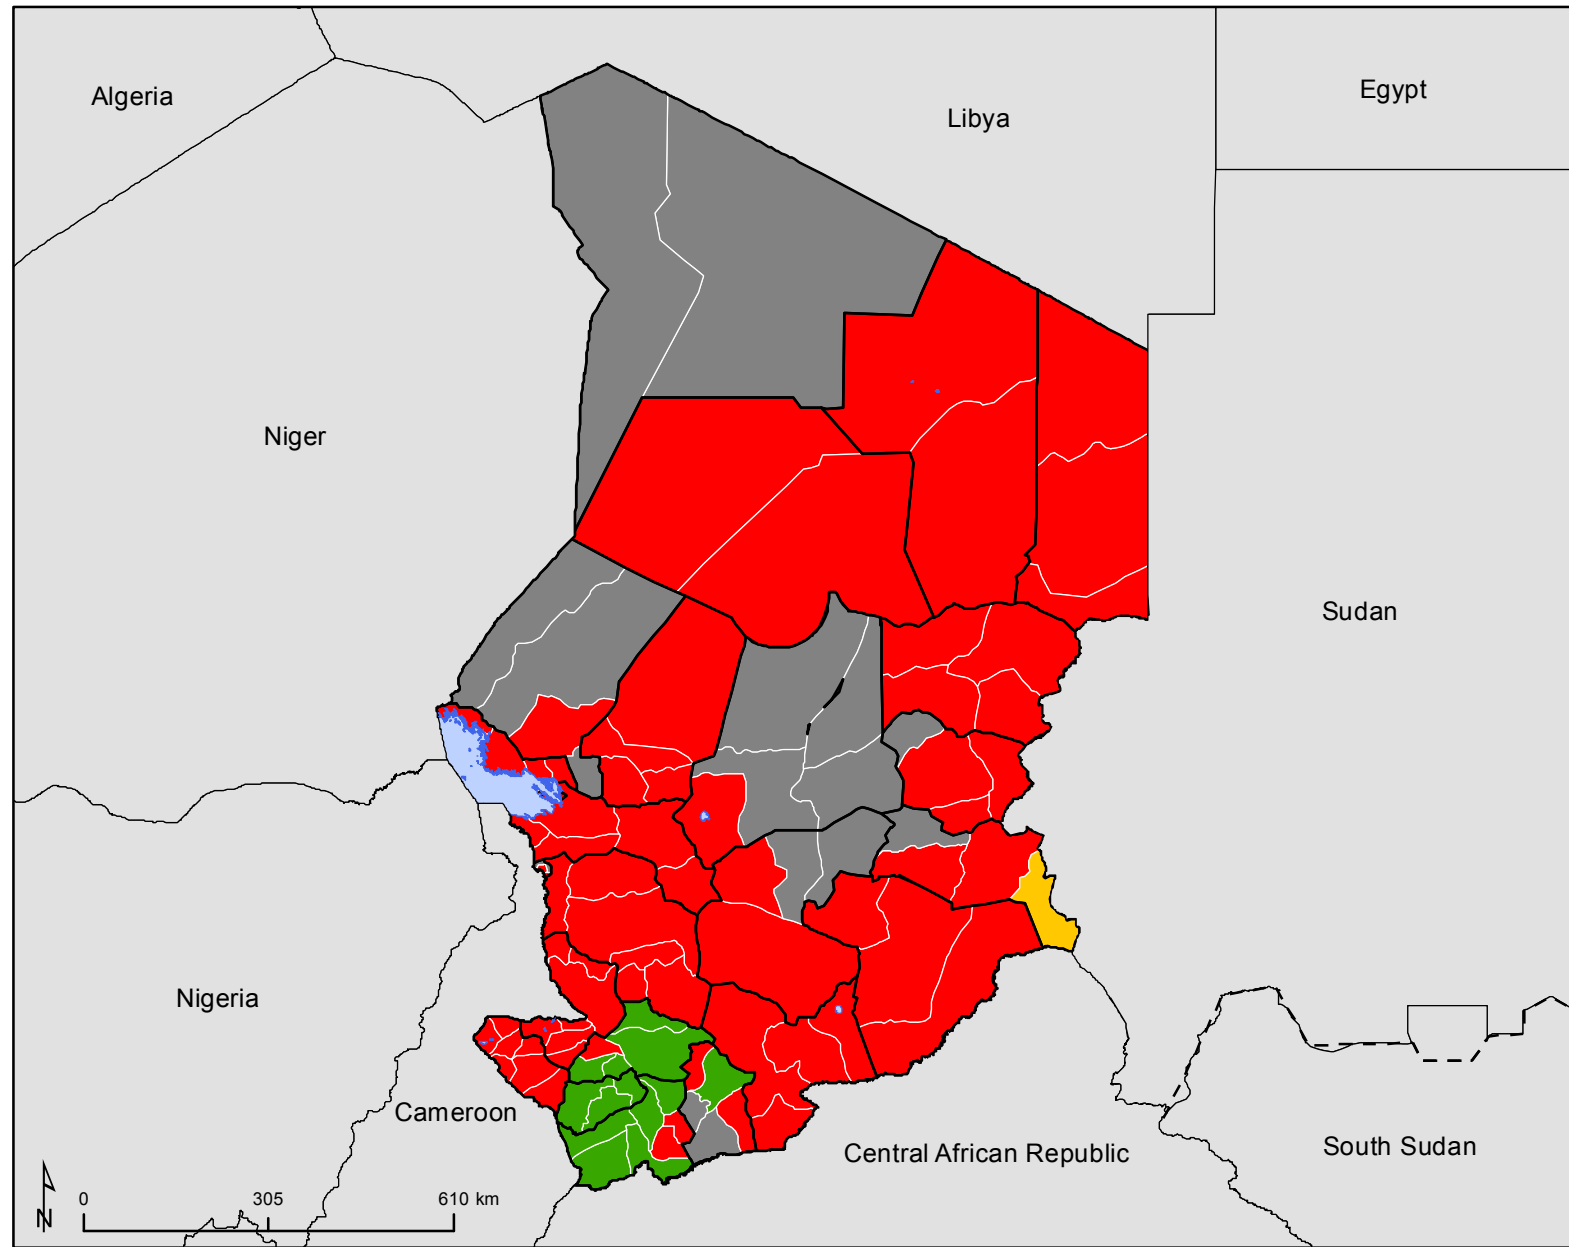 Algeria
Libya
Egypt
Niger
Sudan
Nigeria
Cameroon
Central African Republic
South Sudan
N
0 305 610 km